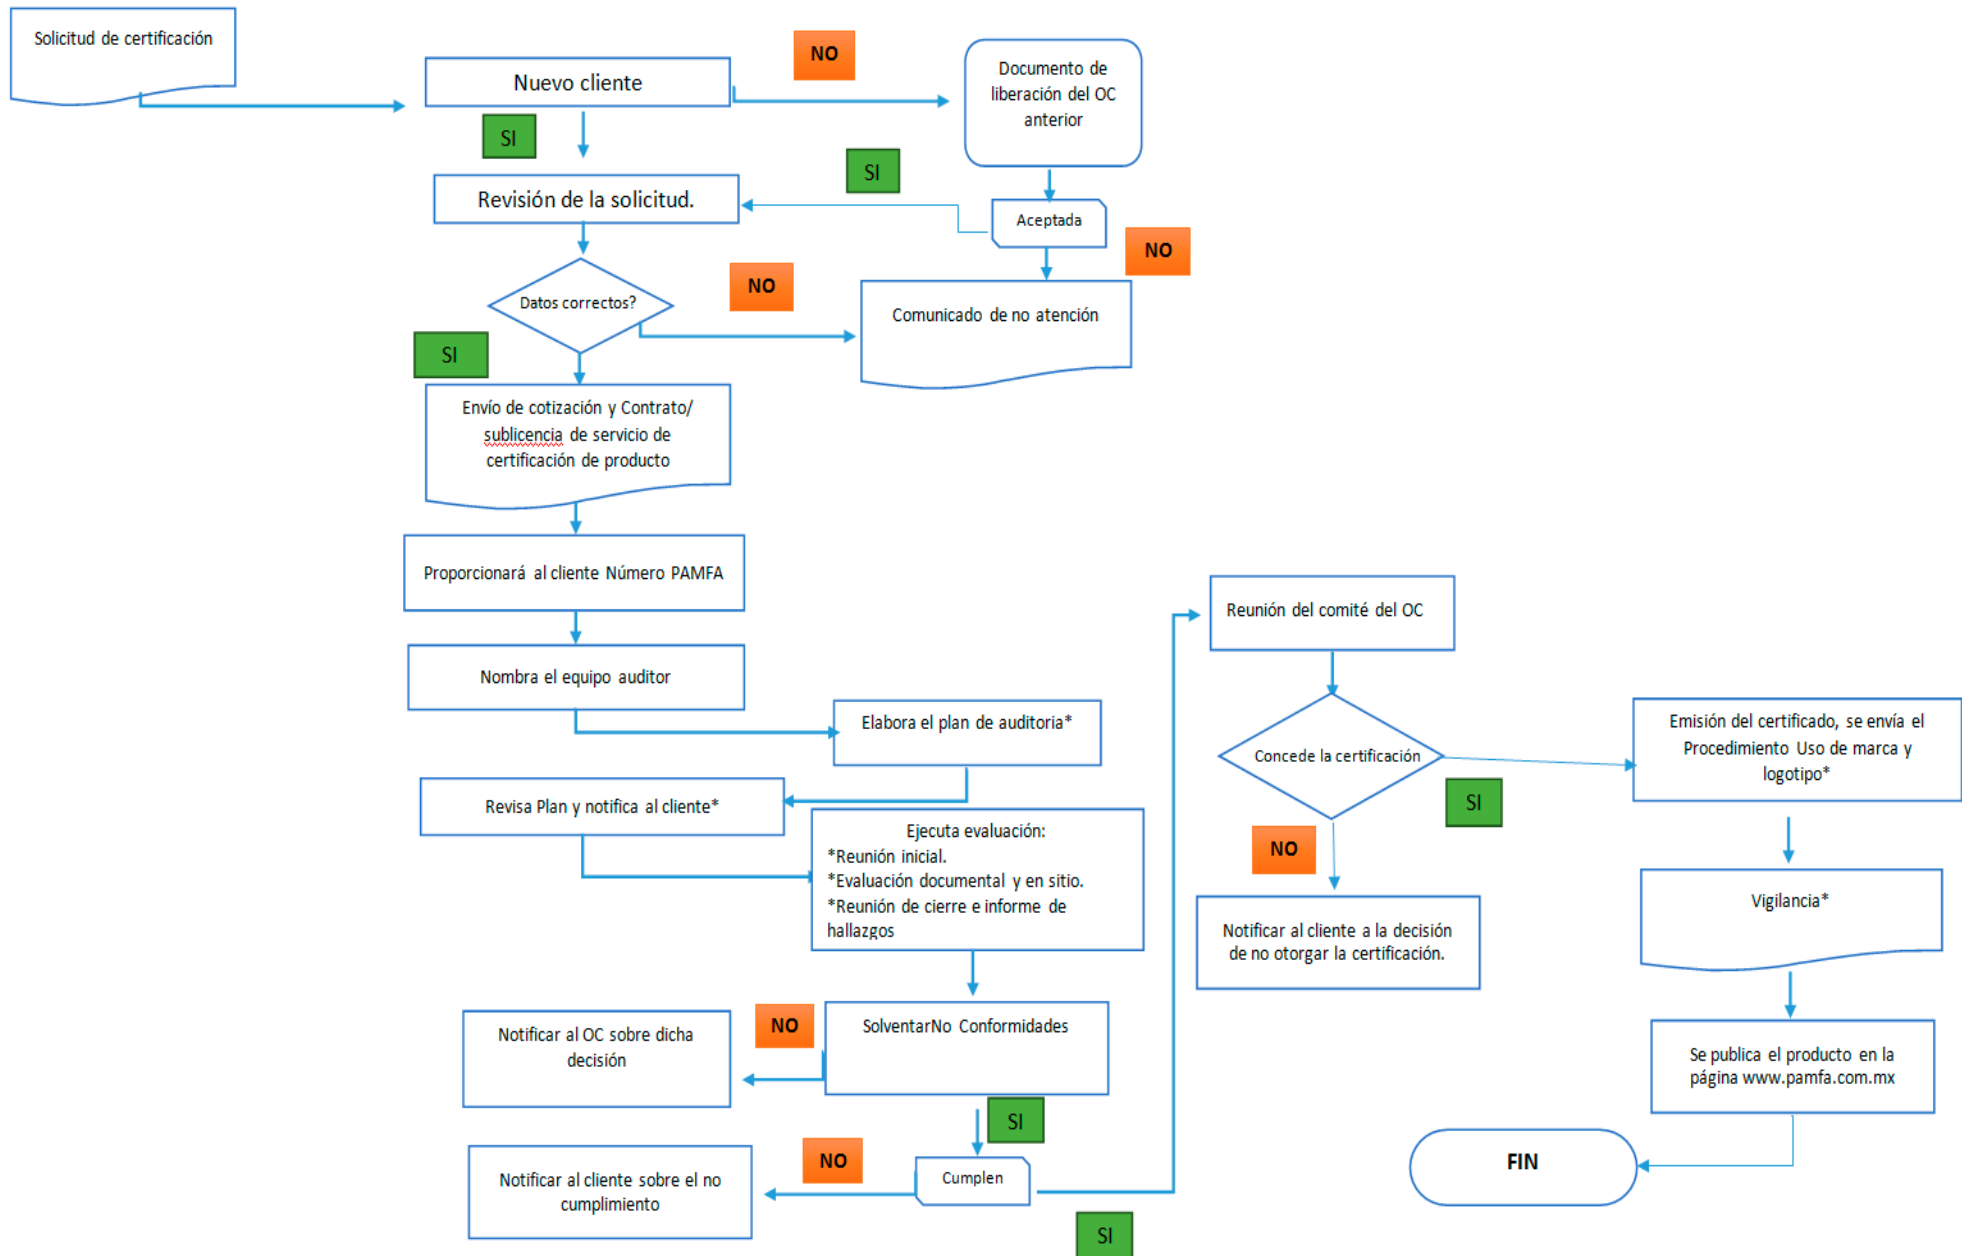 Solicitud de certificación
Nuevo cliente
NO
Documento de
liberación del OC
anterior
SI
SI
Revisión de la solicitud.
Aceptada
NO
Datos correctos?
NO
Comunicado de no atención
SI
Envío de cotización y Contrato/
sublicencia de servicio de
certificación de producto
Proporcionará al cliente Número PAMFA
Nombra el equipo auditor
Elabora el plan de auditoria*
Revisa Plan y notifica al cliente*
Ejecuta evaluación:
*Reunión inicial.
*Evaluación documental y en sitio.
*Reunión de cierre e informe de
hallazgos
SolventarNo Conformidades
NO
Notificar al OC sobre dicha
decisión
SI
Cumplen
NO
Notificar al cliente sobre el no
cumplimiento
SI
Reunión del comité del OC
Concede la certificación
SI
NO
Notificar al cliente a la decisión
de no otorgar la certificación.
Emisión del certificado, se envía el
Procedimiento Uso de marca y
logotipo*
Vigilancia*
Se publica el producto en la
página www.pamfa.com.mx
FIN